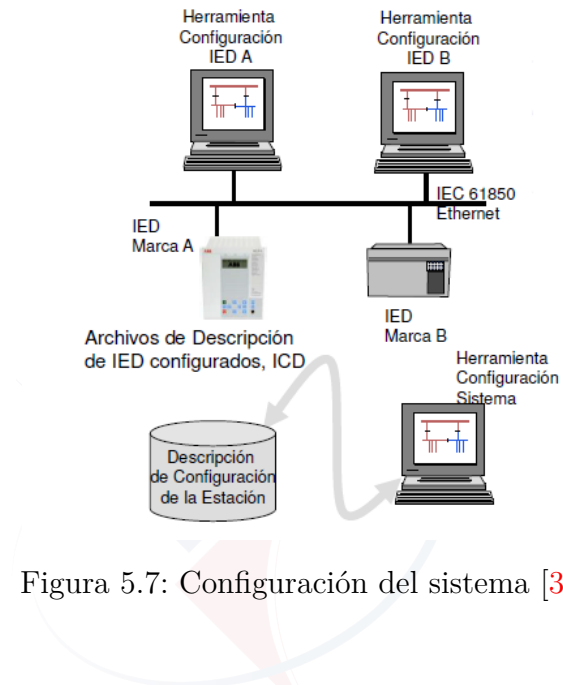 Herramienta
Configuración
IED A
Herramienta
Configuración
IED B
IEC 61850
Ethernet
IED
Marca A
ABB
IED
Marca B
Archivos de Descripción
de IED configurados, ICD
Herramienta
Configuración
Sistema
Descripción
de Configuración
de la Estación
Figura 5.7: Configuración del sistema [3